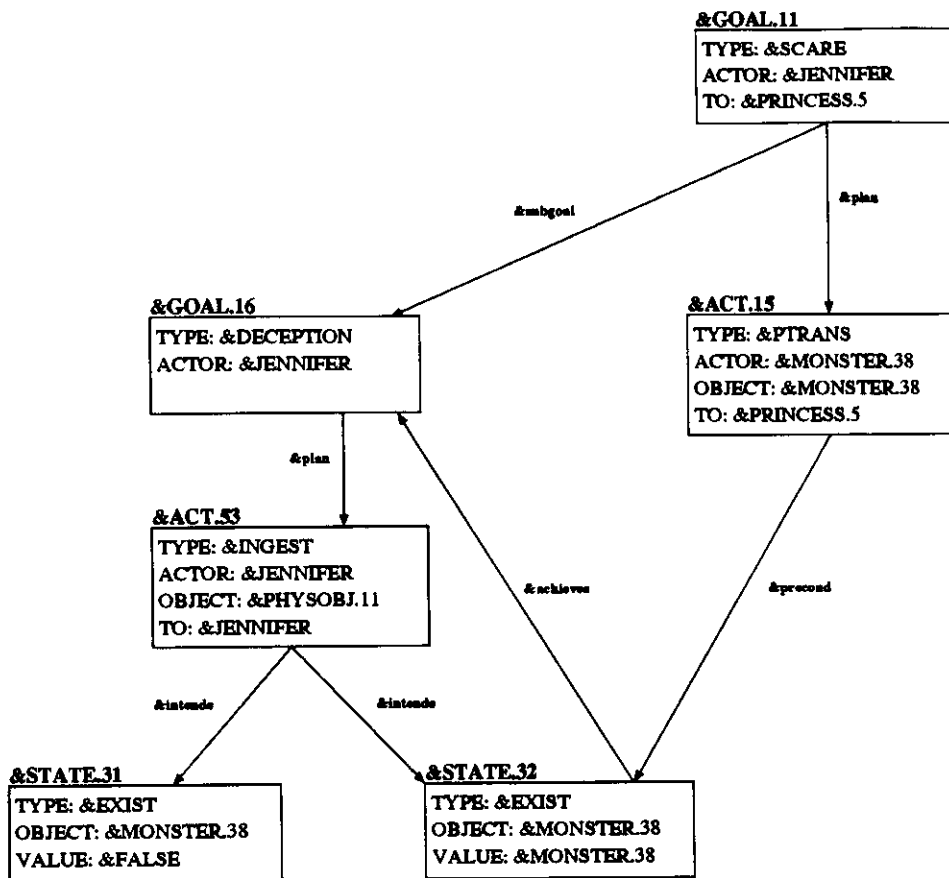 &GOAL.11
TYPE: &SCARE
ACTOR: &JENNIFER
TO: &PRINCESS.5
&subgoal
&plan
&GOAL.16
TYPE: &DECEPTION
ACTOR: &JENNIFER
&ACT.15
TYPE: &PTRANS
ACTOR: &MONSTER.38
OBJECT: &MONSTER.38
TO: &PRINCESS.5
&plan
&ACT.53
TYPE: &INGEST
ACTOR: &JENNIFER
OBJECT: &PHYSOBJ.11
TO: &JENNIFER
&achieves
&precond
&intends
&intends
&STATE.31
TYPE: &EXIST
OBJECT: &MONSTER.38
VALUE: &FALSE
&STATE.32
TYPE: &EXIST
OBJECT: &MONSTER.38
VALUE: &MONSTER.38